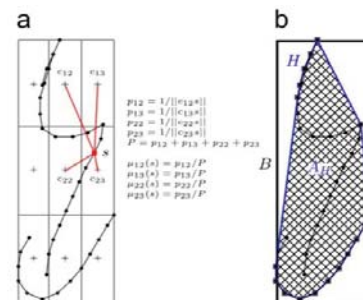 a
b
c₁₂ c₁₃
s
c₂₂ c₂₃
p₁₂ = 1/||c₁₂s||
p₁₃ = 1/||c₁₃s||
p₂₂ = 1/||c₂₂s||
p₂₃ = 1/||c₂₃s||
P = p₁₂ + p₁₃ + p₂₂ + p₂₃
μ₁₂(s) = p₁₂/P
μ₁₃(s) = p₁₃/P
μ₂₂(s) = p₂₂/P
μ₂₃(s) = p₂₃/P
H
B
A_H